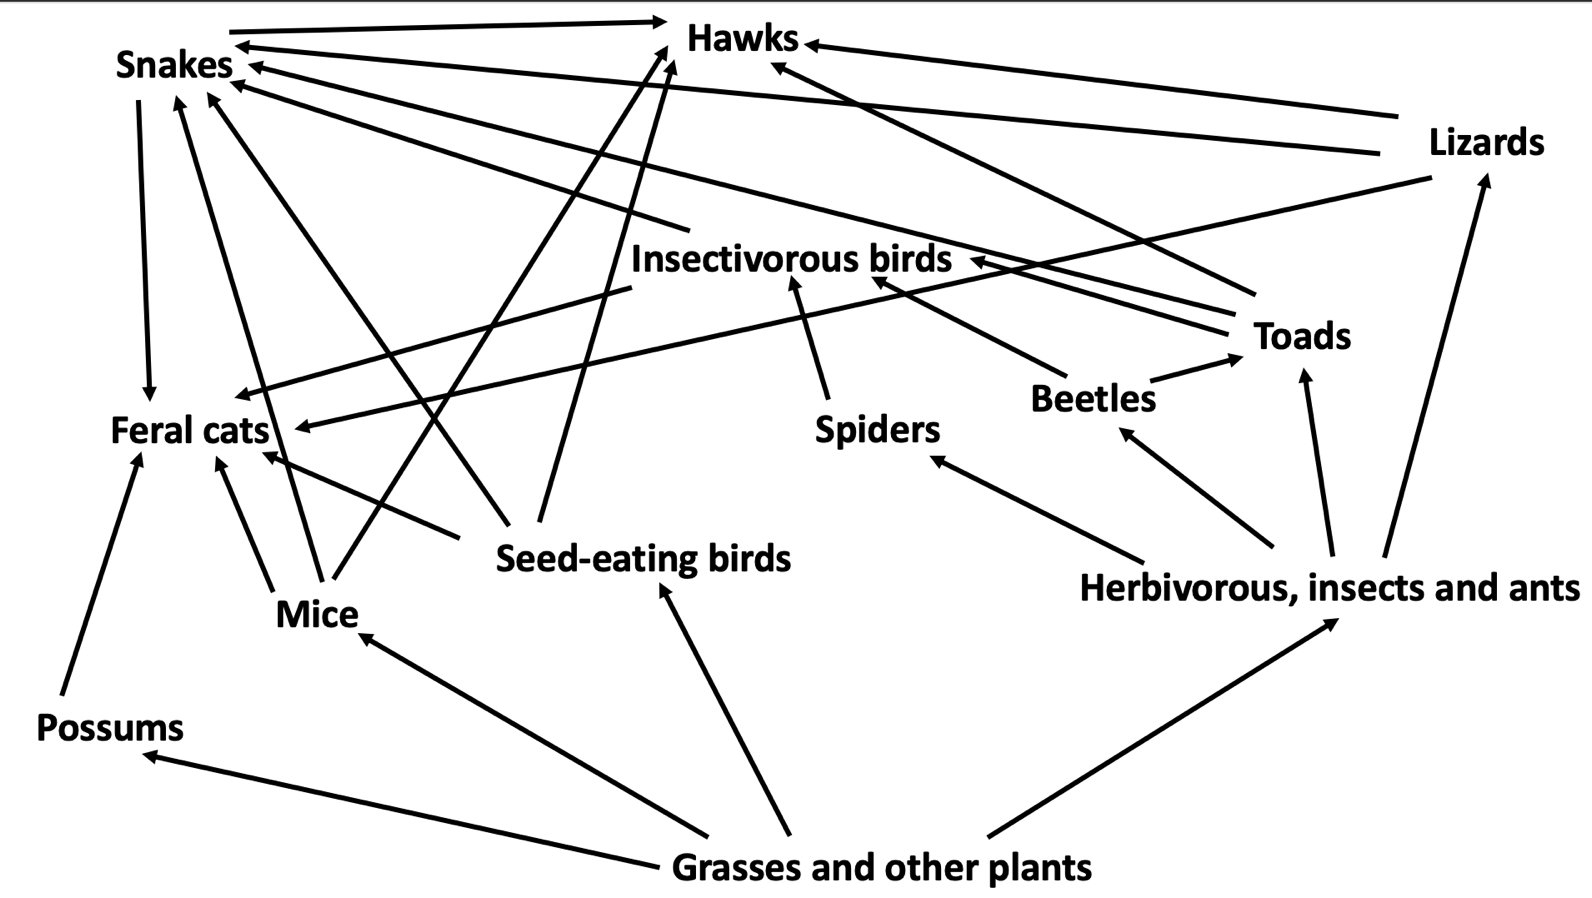 Hawks
Snakes
Lizards
Insectivorous birds
Toads
Beetles
Feral cats
Spiders
Seed-eating birds
Herbivorous, insects and ants
Mice
Possums
Grasses and other plants